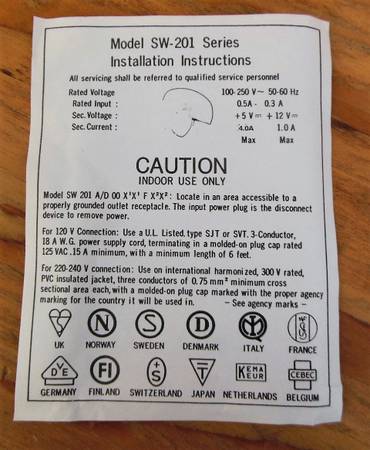 Model SW-201 Series
Installation Instructions
All servicing shall be referred to qualified service personnel
Rated Voltage 100-250 V~ 50-60 Hz
Rated Input : 0.5A - 0.3 A
Sec. Voltage : +5 V⎓ +12 V⎓
Sec. Current : 4.0A 1.0 A
Max Max
CAUTION
INDOOR USE ONLY
Model SW 201 A/D 00 X¹X¹ F X²X² : Locate in an area accessible to a
properly grounded outlet receptacle. The input power plug is the disconnect
device to remove power.
For 120 V Connection: Use a U.L. Listed, type SJT or SVT. 3-Conductor,
18 A.W.G. power supply cord, terminating in a molded-on plug cap rated
125 VAC .15 A minimum, with a minimum length of 6 feet.
For 220-240 V connection: Use on international harmonized, 300 V rated,
PVC insulated jacket, three conductors of 0.75 mm² minimum cross
sectional area each, with a molded-on plug cap marked with the proper agency
marking for the country it will be used in. - See agency marks -
N S D
UK NORWAY SWEDEN DENMARK ITALY FRANCE
VDE FI +S T KEMA KEUR CEBEC
GERMANY FINLAND SWITZERLAND JAPAN NETHERLANDS BELGIUM